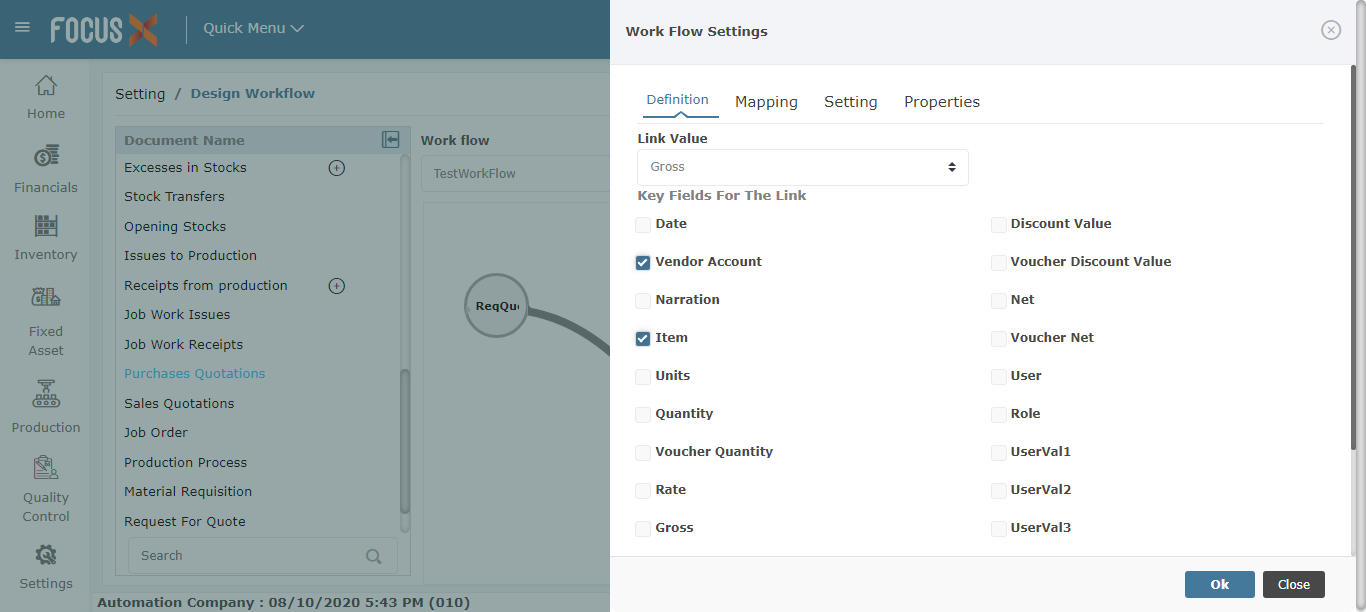 FOCUS X
Quick Menu
Home
Financials
Inventory
Fixed
Asset
Production
Quality
Control
Settings
Setting / Design Workflow
Document Name
Excesses in Stocks
Stock Transfers
Opening Stocks
Issues to Production
Receipts from production
Job Work Issues
Job Work Receipts
Purchases Quotations
Sales Quotations
Job Order
Production Process
Material Requisition
Request For Quote
Search
Work flow
TestWorkFlow
ReqQu
Automation Company : 08/10/2020 5:43 PM (010)
Work Flow Settings
Definition Mapping Setting Properties
Link Value
Gross
Key Fields For The Link
Date
Vendor Account
Narration
Item
Units
Quantity
Voucher Quantity
Rate
Gross
Discount Value
Voucher Discount Value
Net
Voucher Net
User
Role
UserVal1
UserVal2
UserVal3
Ok Close